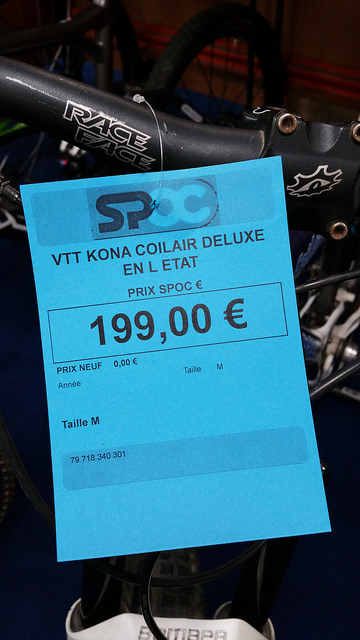 RACE
FACE
SPOC
VTT KONA COILAIR DELUXE
EN L ETAT
PRIX SPOC €
199,00 €
PRIX NEUF 0,00 €
Année Taille M
Taille M
79 718 340 301